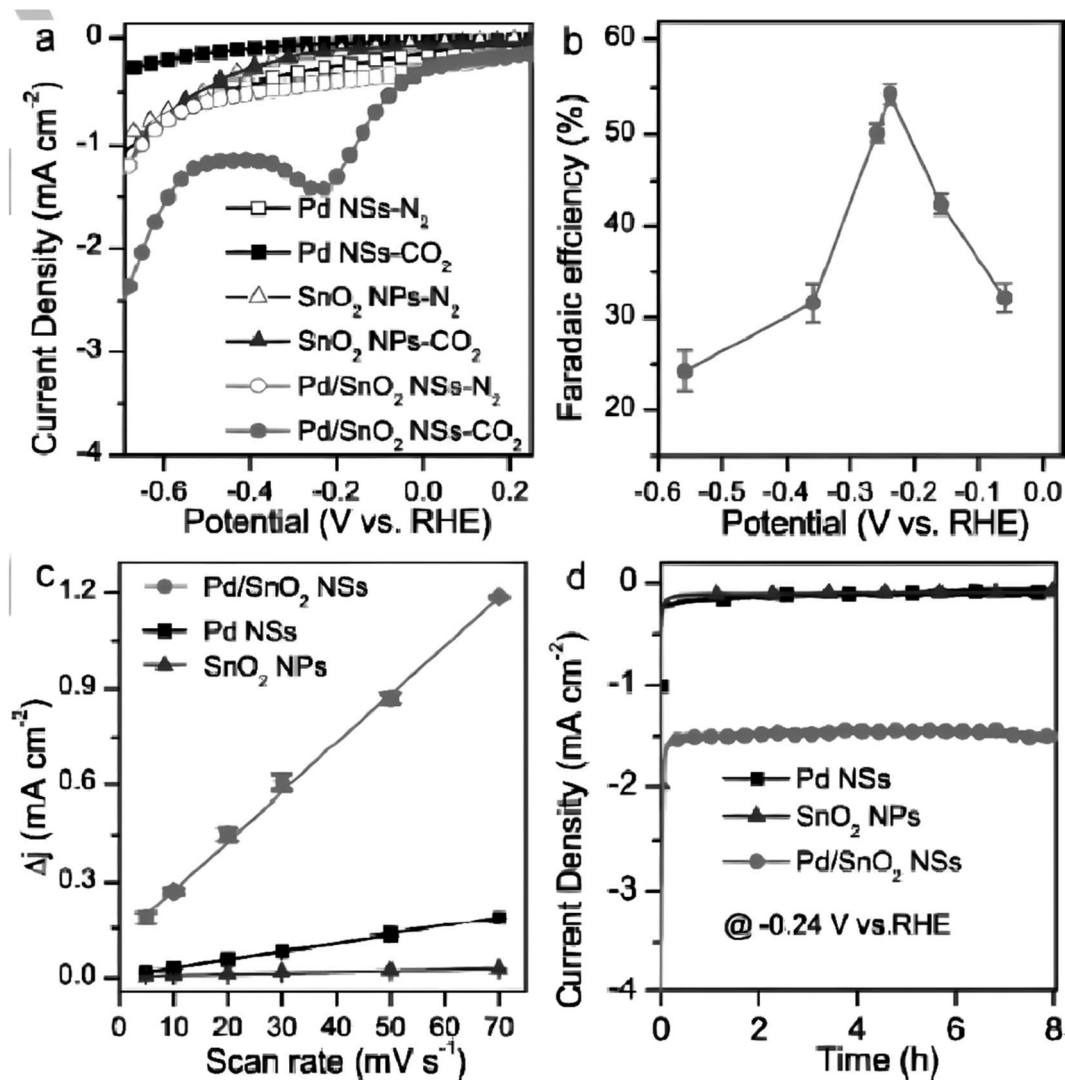 a
0
-1
-2
-3
-4
Current Density (mA cm⁻²)
Pd NSs-N₂
Pd NSs-CO₂
SnO₂ NPs-N₂
SnO₂ NPs-CO₂
Pd/SnO₂ NSs-N₂
Pd/SnO₂ NSs-CO₂
-0.6 -0.4 -0.2 0.0 0.2
Potential (V vs. RHE)
b
60
50
40
30
20
Faradaic effciency (%)
-0.6 -0.5 -0.4 -0.3 -0.2 -0.1 0.0
Potential (V vs. RHE)
c
1.2
0.9
0.6
0.3
0.0
Δj (mA cm⁻²)
Pd/SnO₂ NSs
Pd NSs
SnO₂ NPs
0 10 20 30 40 50 60 70
Scan rate (mV s⁻¹)
d
0
-1
-2
-3
-4
Current Density (mA cm⁻²)
Pd NSs
SnO₂ NPs
Pd/SnO₂ NSs
@ -0.24 V vs.RHE
0 2 4 6 8
Time (h)